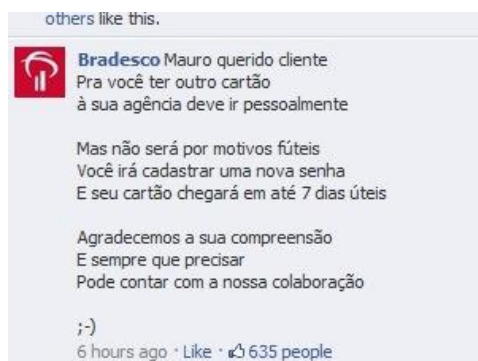 others like this.
Bradesco Mauro querido cliente
Pra você ter outro cartão
à sua agência deve ir pessoalmente
Mas não será por motivos fúteis
Você irá cadastrar uma nova senha
E seu cartão chegará em até 7 dias úteis
Agradecemos a sua compreensão
E sempre que precisar
Pode contar com a nossa colaboração
;-)
6 hours ago · Like · 635 people